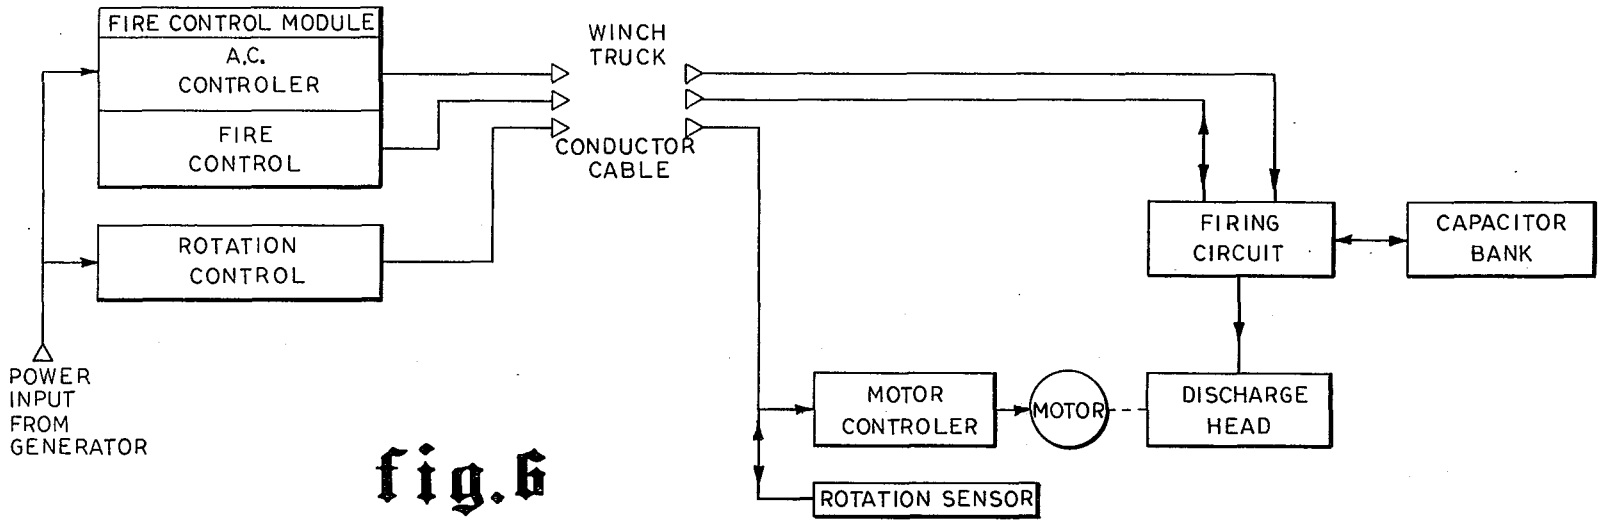 FIRE CONTROL MODULE
A.C.
CONTROLER
FIRE
CONTROL
ROTATION
CONTROL
POWER
INPUT
FROM
GENERATOR
WINCH
TRUCK
CONDUCTOR
CABLE
FIRING
CIRCUIT
CAPACITOR
BANK
MOTOR
CONTROLER
MOTOR
DISCHARGE
HEAD
ROTATION SENSOR
fig. 6